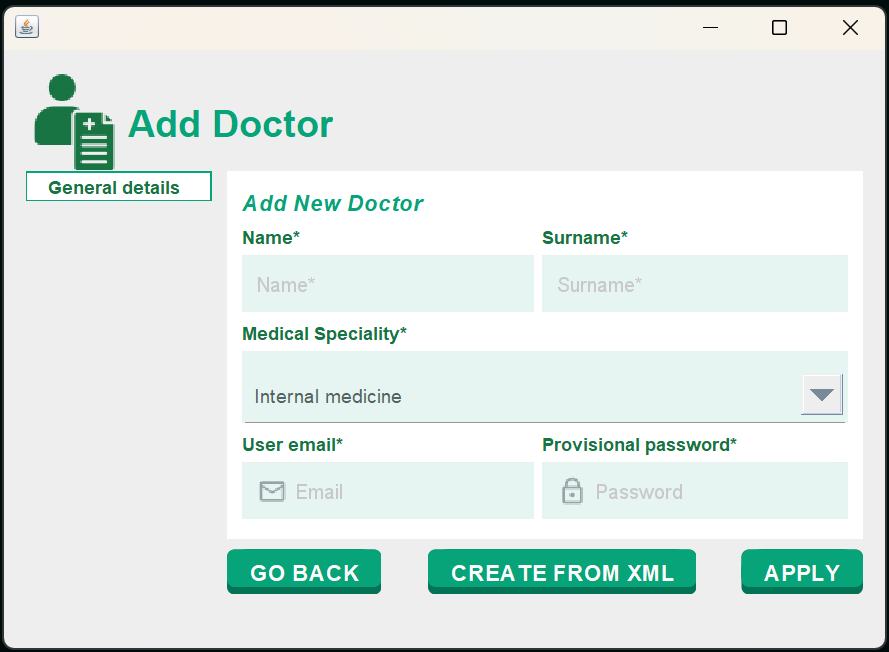 Add Doctor
General details
Add New Doctor
Name* Surname*
Name* Surname*
Medical Speciality*
Internal medicine
User email* Provisional password*
Email Password
GO BACK CREATE FROM XML APPLY